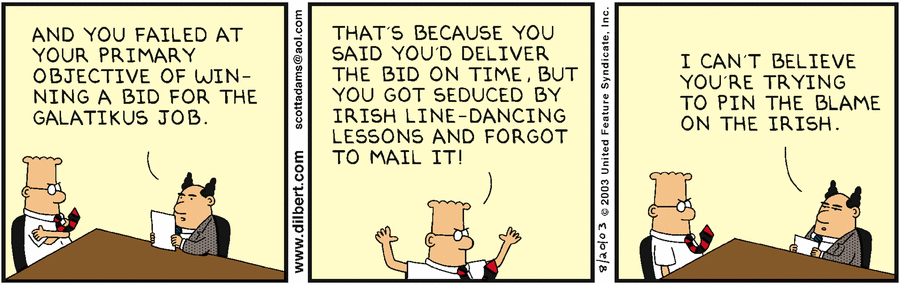 AND YOU FAILED AT
YOUR PRIMARY
OBJECTIVE OF WIN-
NING A BID FOR THE
GALATIKUS JOB.
www.dilbert.com scottadams@aol.com
THAT'S BECAUSE YOU
SAID YOU'D DELIVER
THE BID ON TIME, BUT
YOU GOT SEDUCED BY
IRISH LINE-DANCING
LESSONS AND FORGOT
TO MAIL IT!
8/20/03 © 2003 United Feature Syndicate, Inc.
I CAN'T BELIEVE
YOU'RE TRYING
TO PIN THE BLAME
ON THE IRISH.